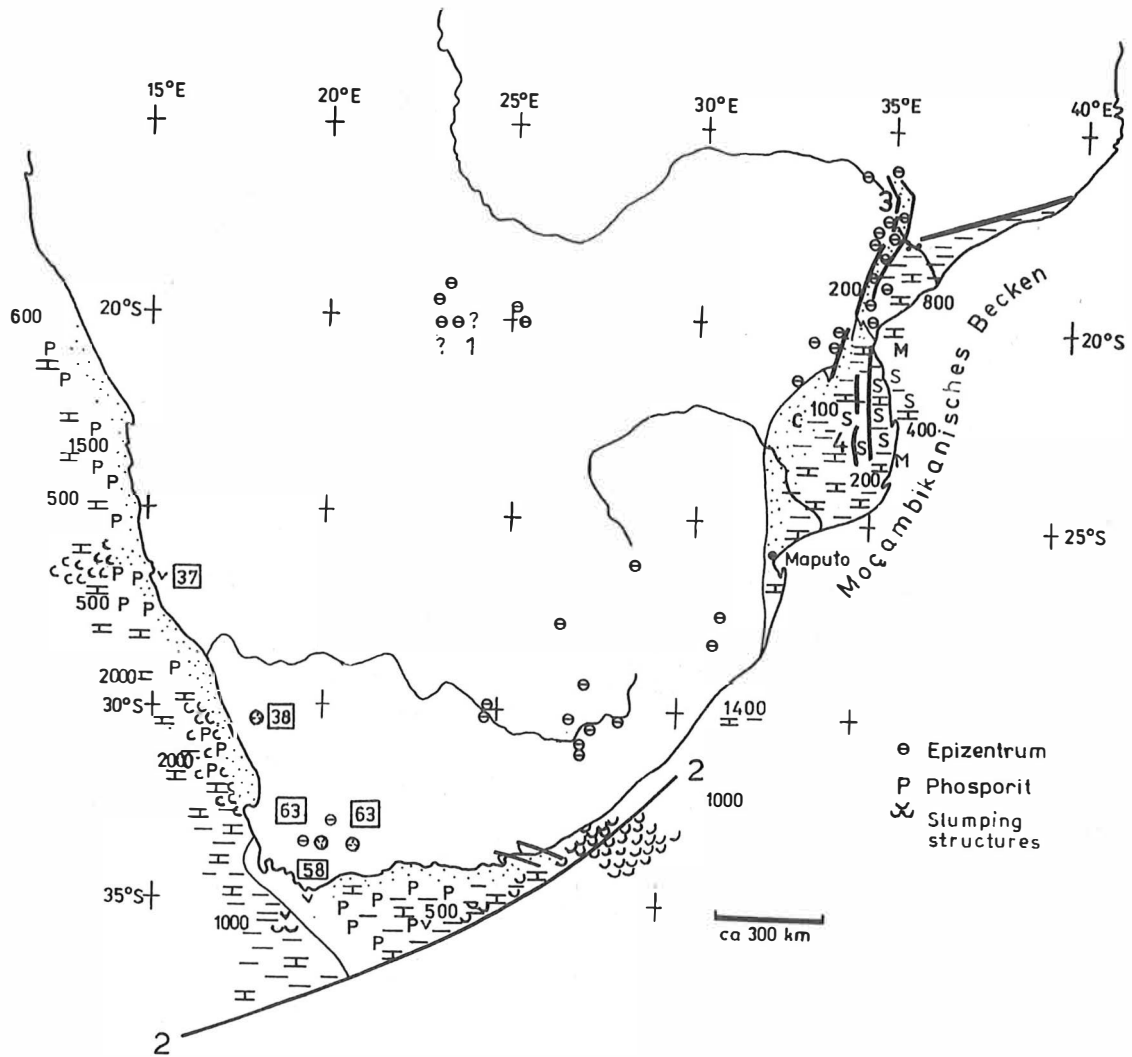 15°E
20°E
25°E
30°E
35°E
40°E
3
200
800
20°S
600
P
P
? 1
?
20°S
M
Moçambikanisches Becken
S
100 S
S
S
c
400
P
1500
4 S
S
M
P
P
500
200
P
25°S
Maputo
P P
37
500
P P
P
2000
30°S
38
1400
P
P
2000
P
2
1000
Epizentrum
P Phosporit
Slumping
structures
63
63
58
35°S
P
P
P
500
P
P
P
1000
P
ca 300 km
2